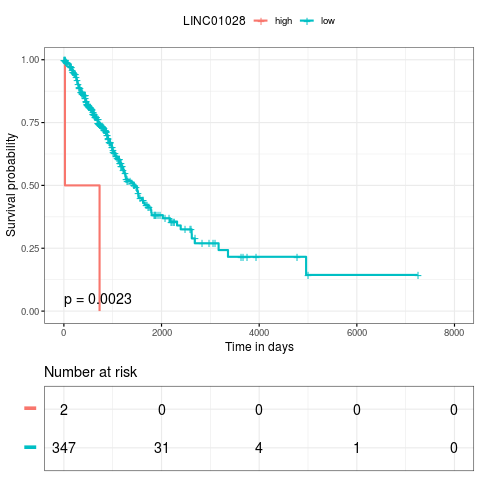 LINC01028 high low
1.00
0.75
0.50
0.25
0.00
Survival probability
p = 0.0023
0 2000 4000 6000 8000
Time in days
Number at risk
2 0 0 0 0
347 31 4 1 0